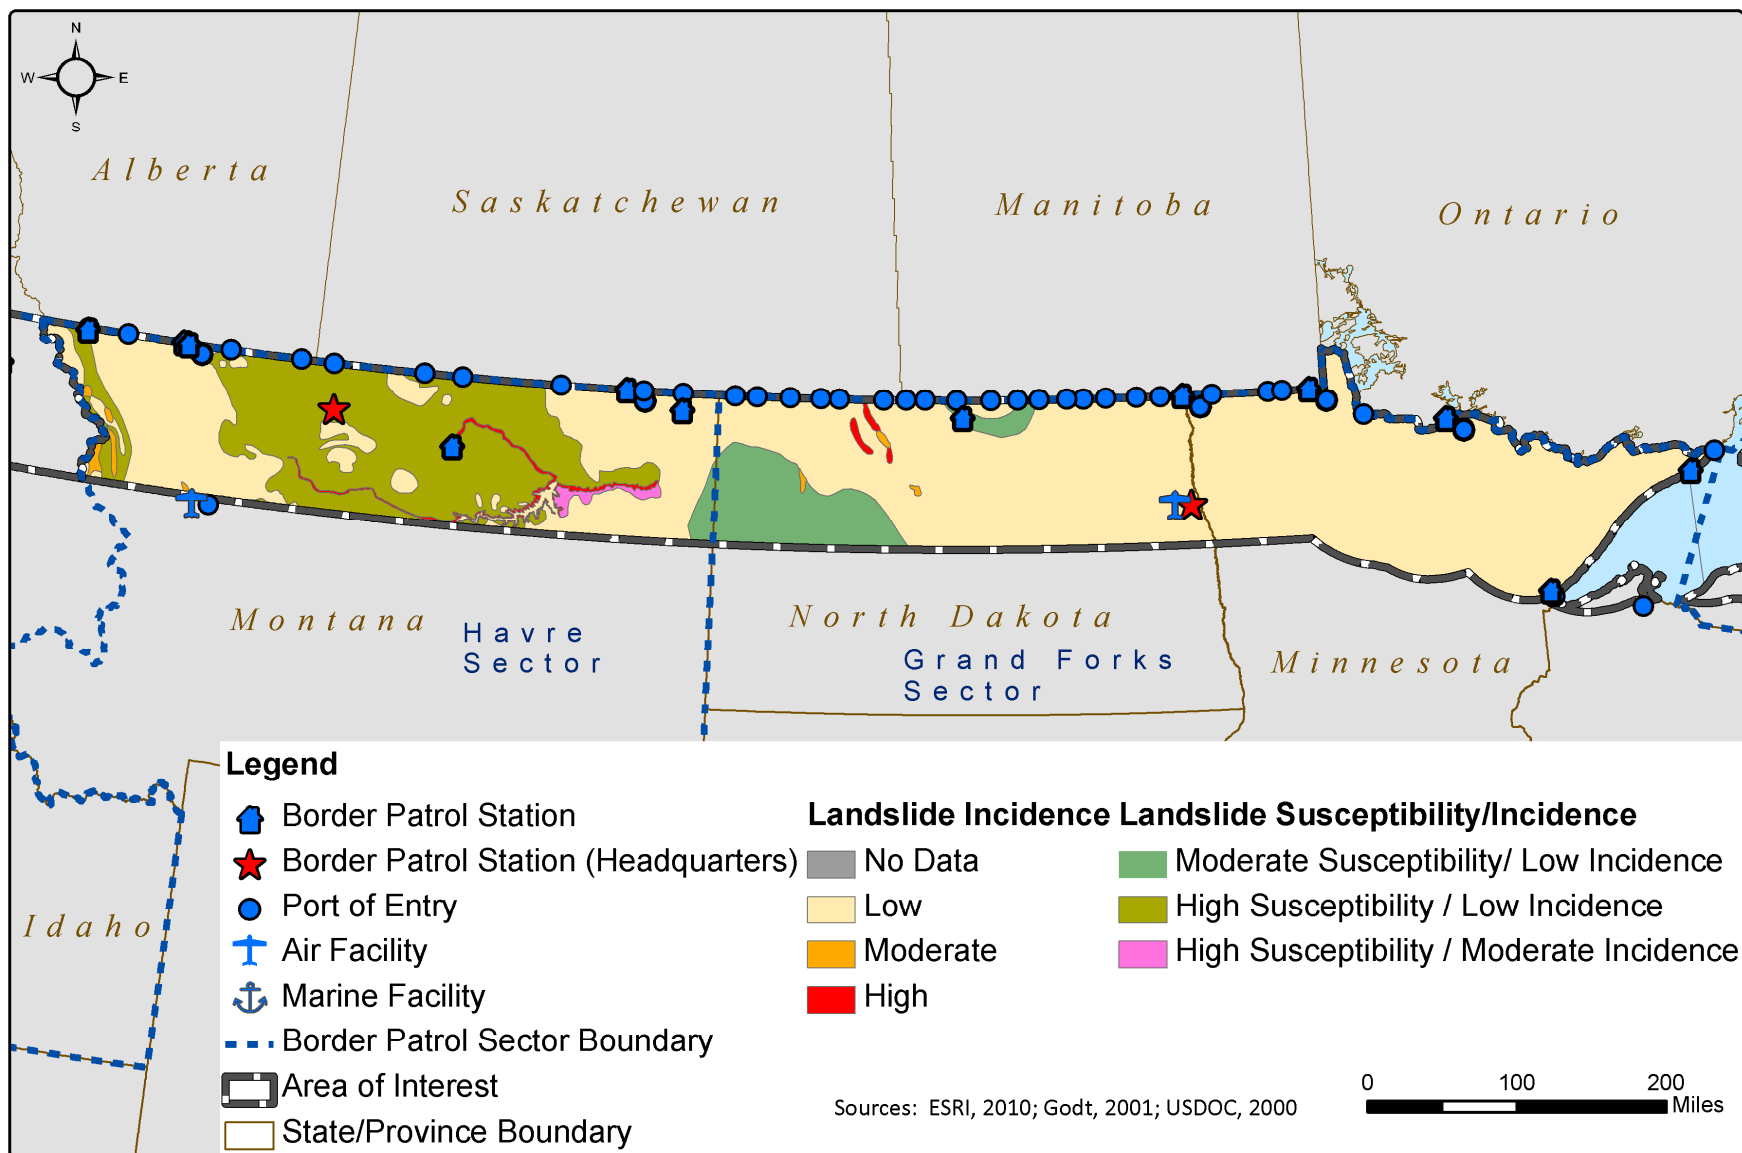 N
W E
S
Alberta
Saskatchewan
Manitoba
Ontario
Montana
Havre
Sector
North Dakota
Grand Forks
Sector
Minnesota
Idaho
Legend
Border Patrol Station
Border Patrol Station (Headquarters)
Port of Entry
Air Facility
Marine Facility
Border Patrol Sector Boundary
Area of Interest
State/Province Boundary
Landslide Incidence
No Data
Low
Moderate
High
Landslide Susceptibility/Incidence
Moderate Susceptibility/ Low Incidence
High Susceptibility / Low Incidence
High Susceptibility / Moderate Incidence
Sources: ESRI, 2010; Godt, 2001; USDOC, 2000
0 100 200
Miles